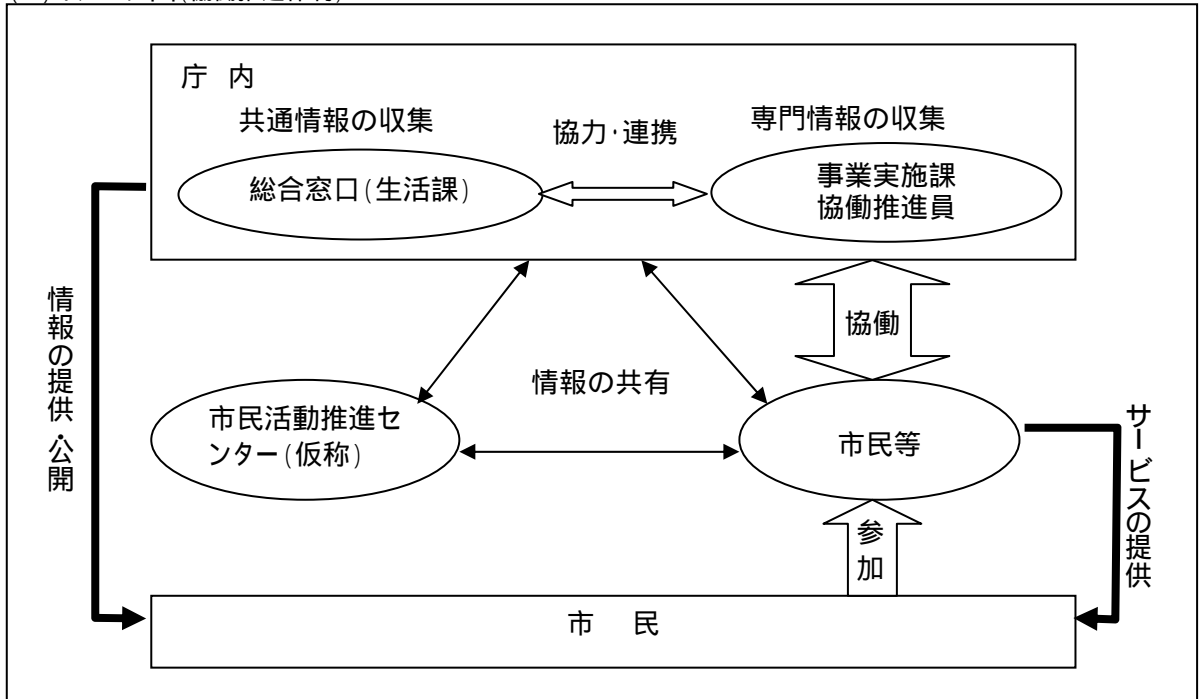 庁 内
共通情報の収集
協力・連携
専門情報の収集
総合窓口(生活課)
事業実施課
協働推進員
協働
情報の提供・公開
情報の共有
市民活動推進セ
ンター(仮称)
市民等
サービスの提供
参加
市 民